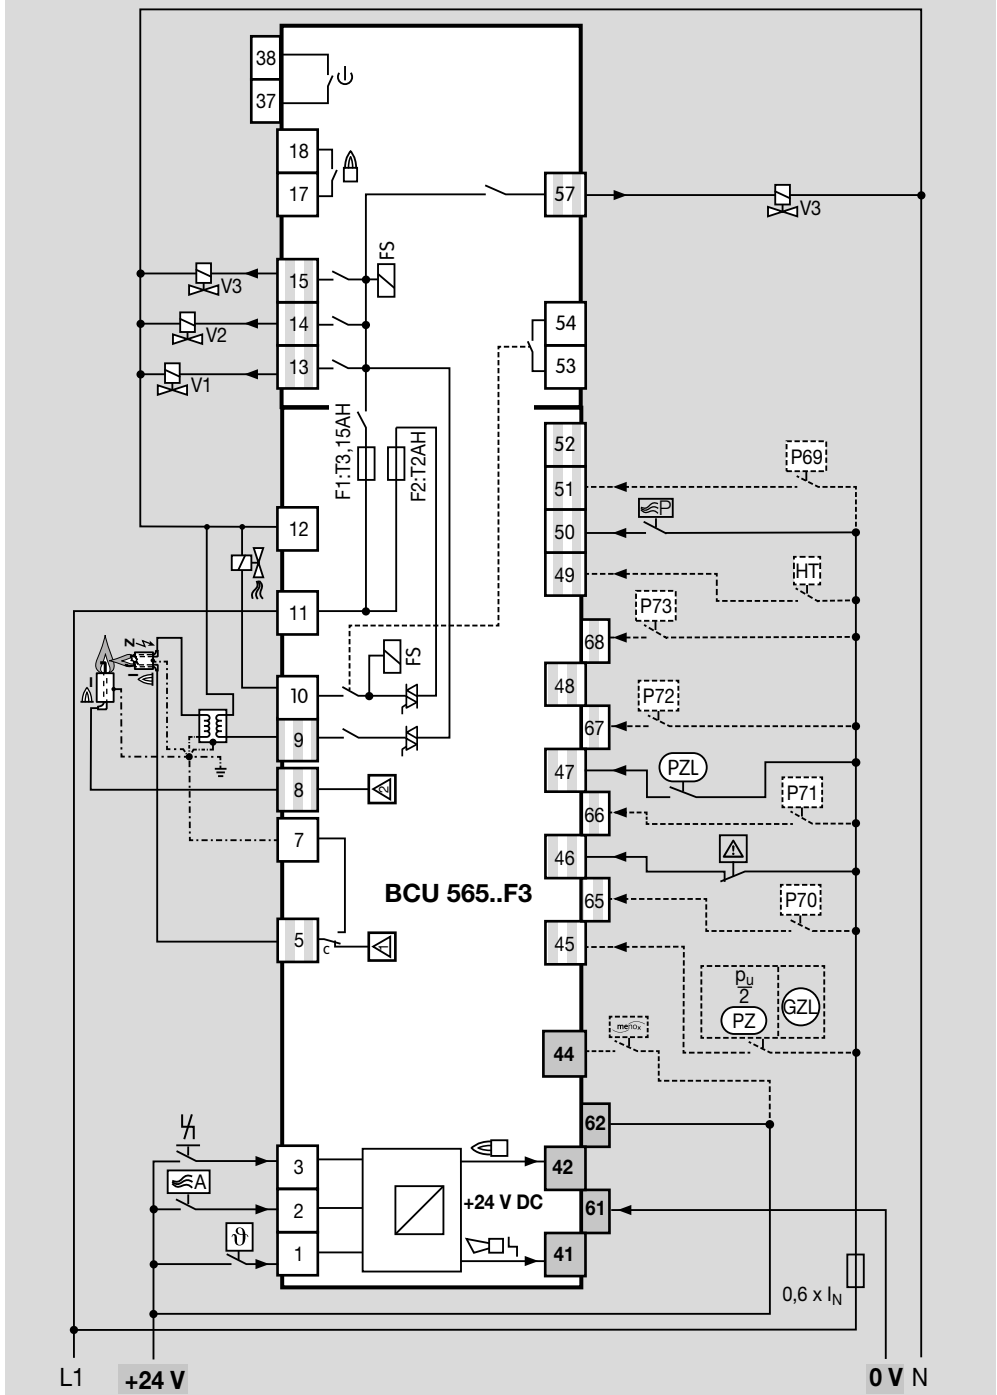 38
37
18
17
57
V3
FS
15
V3
14
V2
13
V1
54
53
F1:T3,15AH
F2:T2AH
52
P69
51
P
50
12
49
HT
11
P73
68
Z
I
I
FS
48
10
P72
67
9
PZL
47
8
2
P71
66
7
46
BCU 565..F3
65
P70
5
c
1
45
pu
2
PZ
GZL
menox
44
62
3
42
A
2
+24 V DC
61
ϑ
1
41
0,6 x IN
L1
+24 V
0 V
N